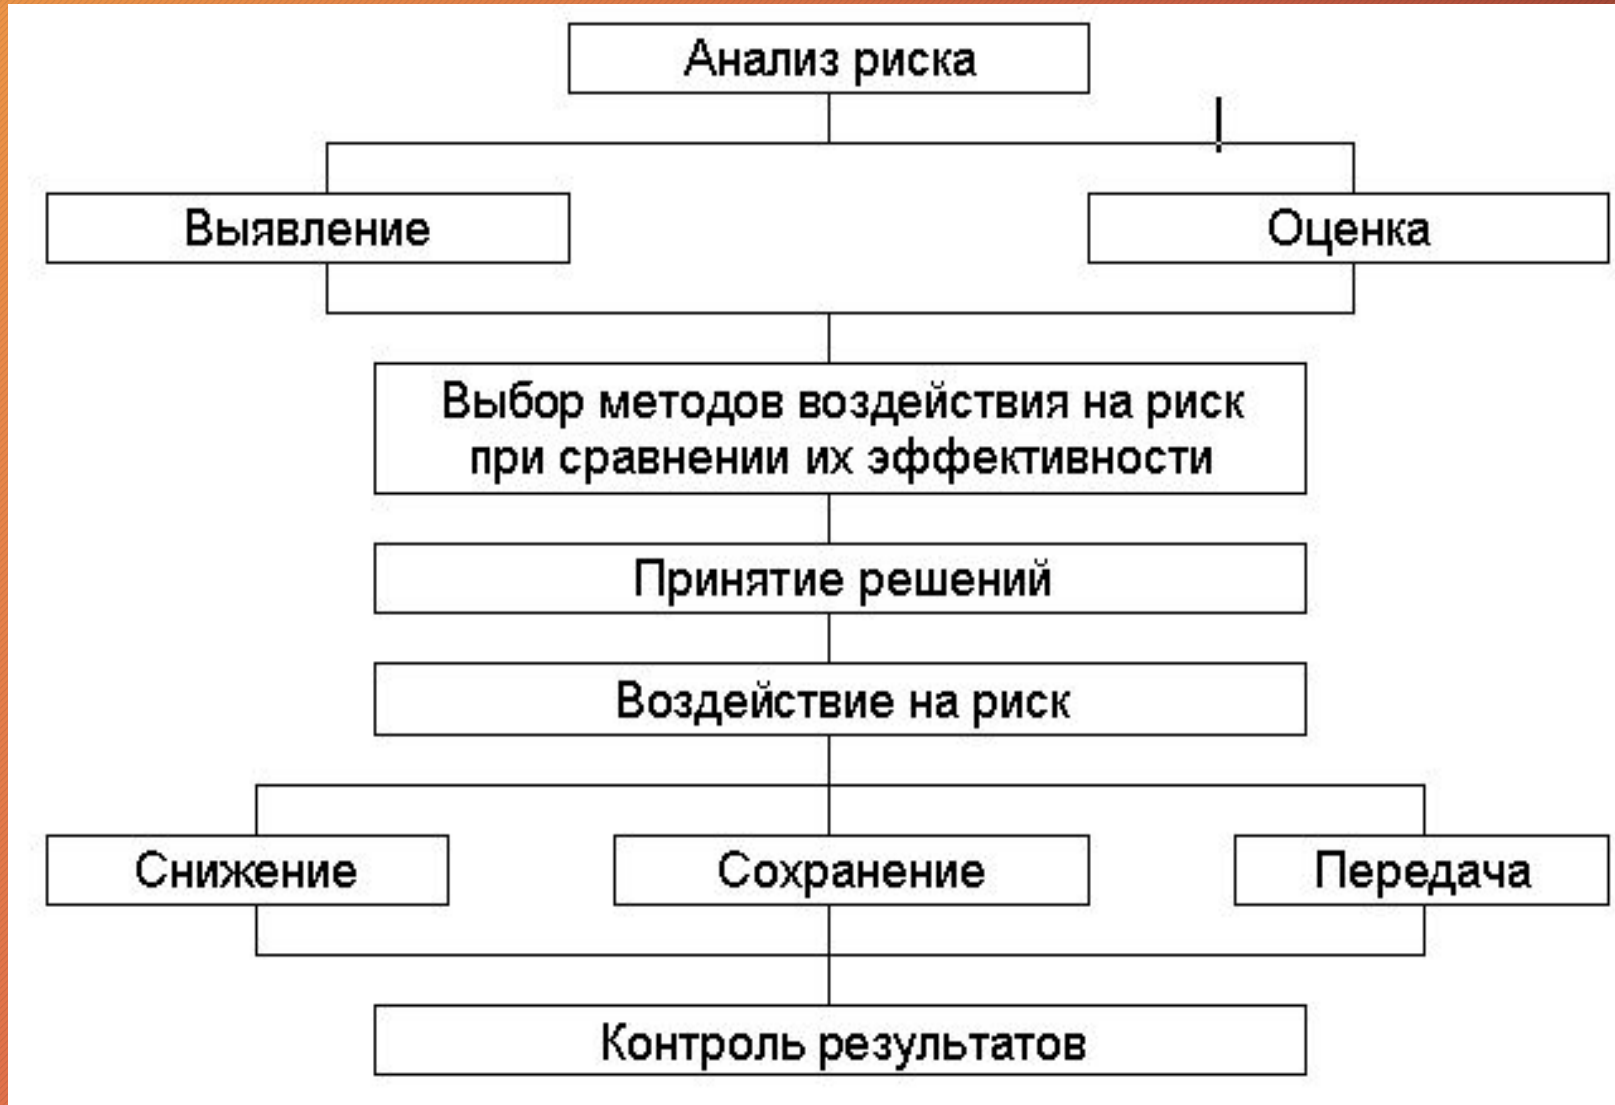 Анализ риска
Выявление
Оценка
Выбор методов воздействия на риск
при сравнении их эффективности
Принятие решений
Воздействие на риск
Снижение
Сохранение
Передача
Контроль результатов